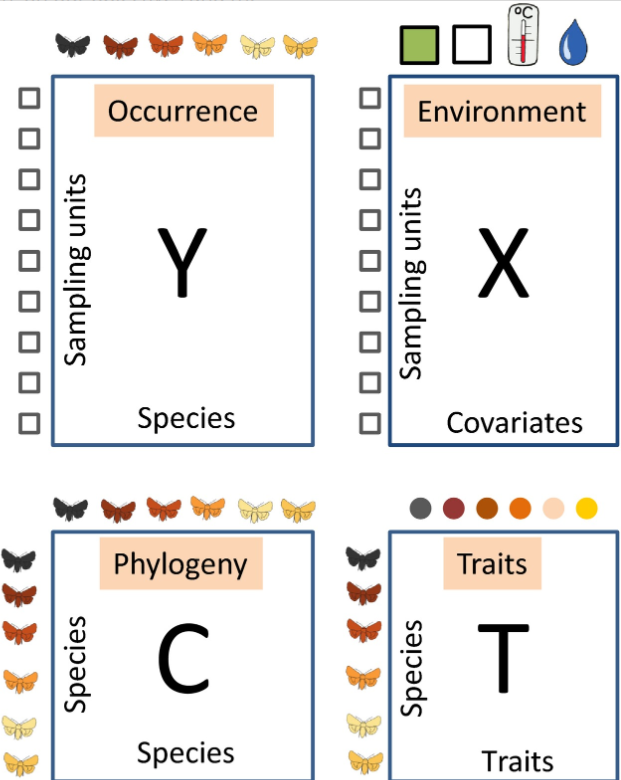 °C
Occurrence
Environment
Sampling units
Y
Sampling units
X
Species
Covariates
Phylogeny
Traits
Species
C
Species
T
Species
Traits